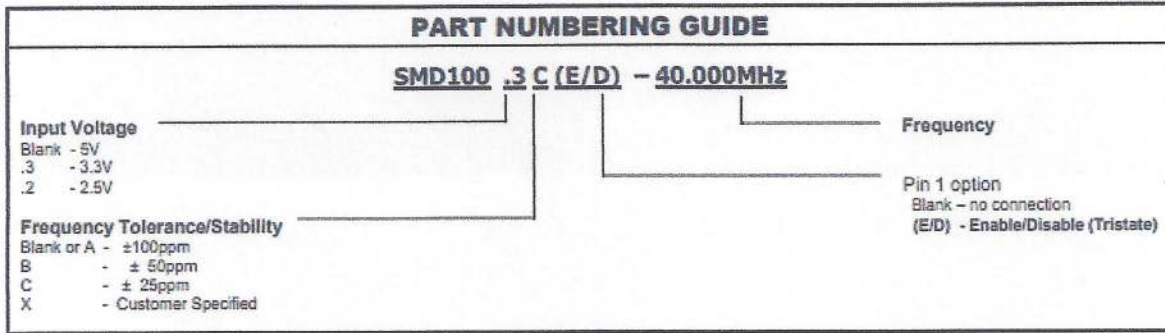 PART NUMBERING GUIDE
SMD100 .3 C (E/D) – 40.000MHz
Input Voltage
Blank - 5V
.3 - 3.3V
.2 - 2.5V
Frequency Tolerance/Stability
Blank or A - ±100ppm
B - ± 50ppm
C - ± 25ppm
X - Customer Specified
Frequency
Pin 1 option
Blank – no connection
(E/D) - Enable/Disable (Tristate)